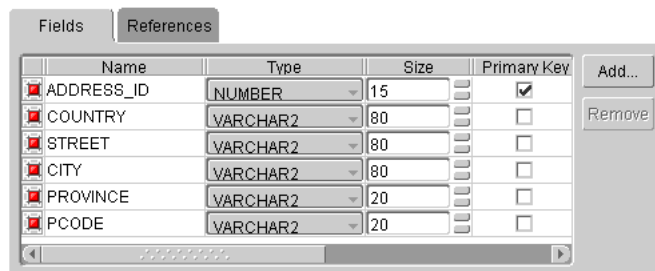 Fields References
Name Type Size Primary Key Add...
ADDRESS_ID NUMBER 15
COUNTRY VARCHAR2 80 Remove
STREET VARCHAR2 80
CITY VARCHAR2 80
PROVINCE VARCHAR2 20
PCODE VARCHAR2 20